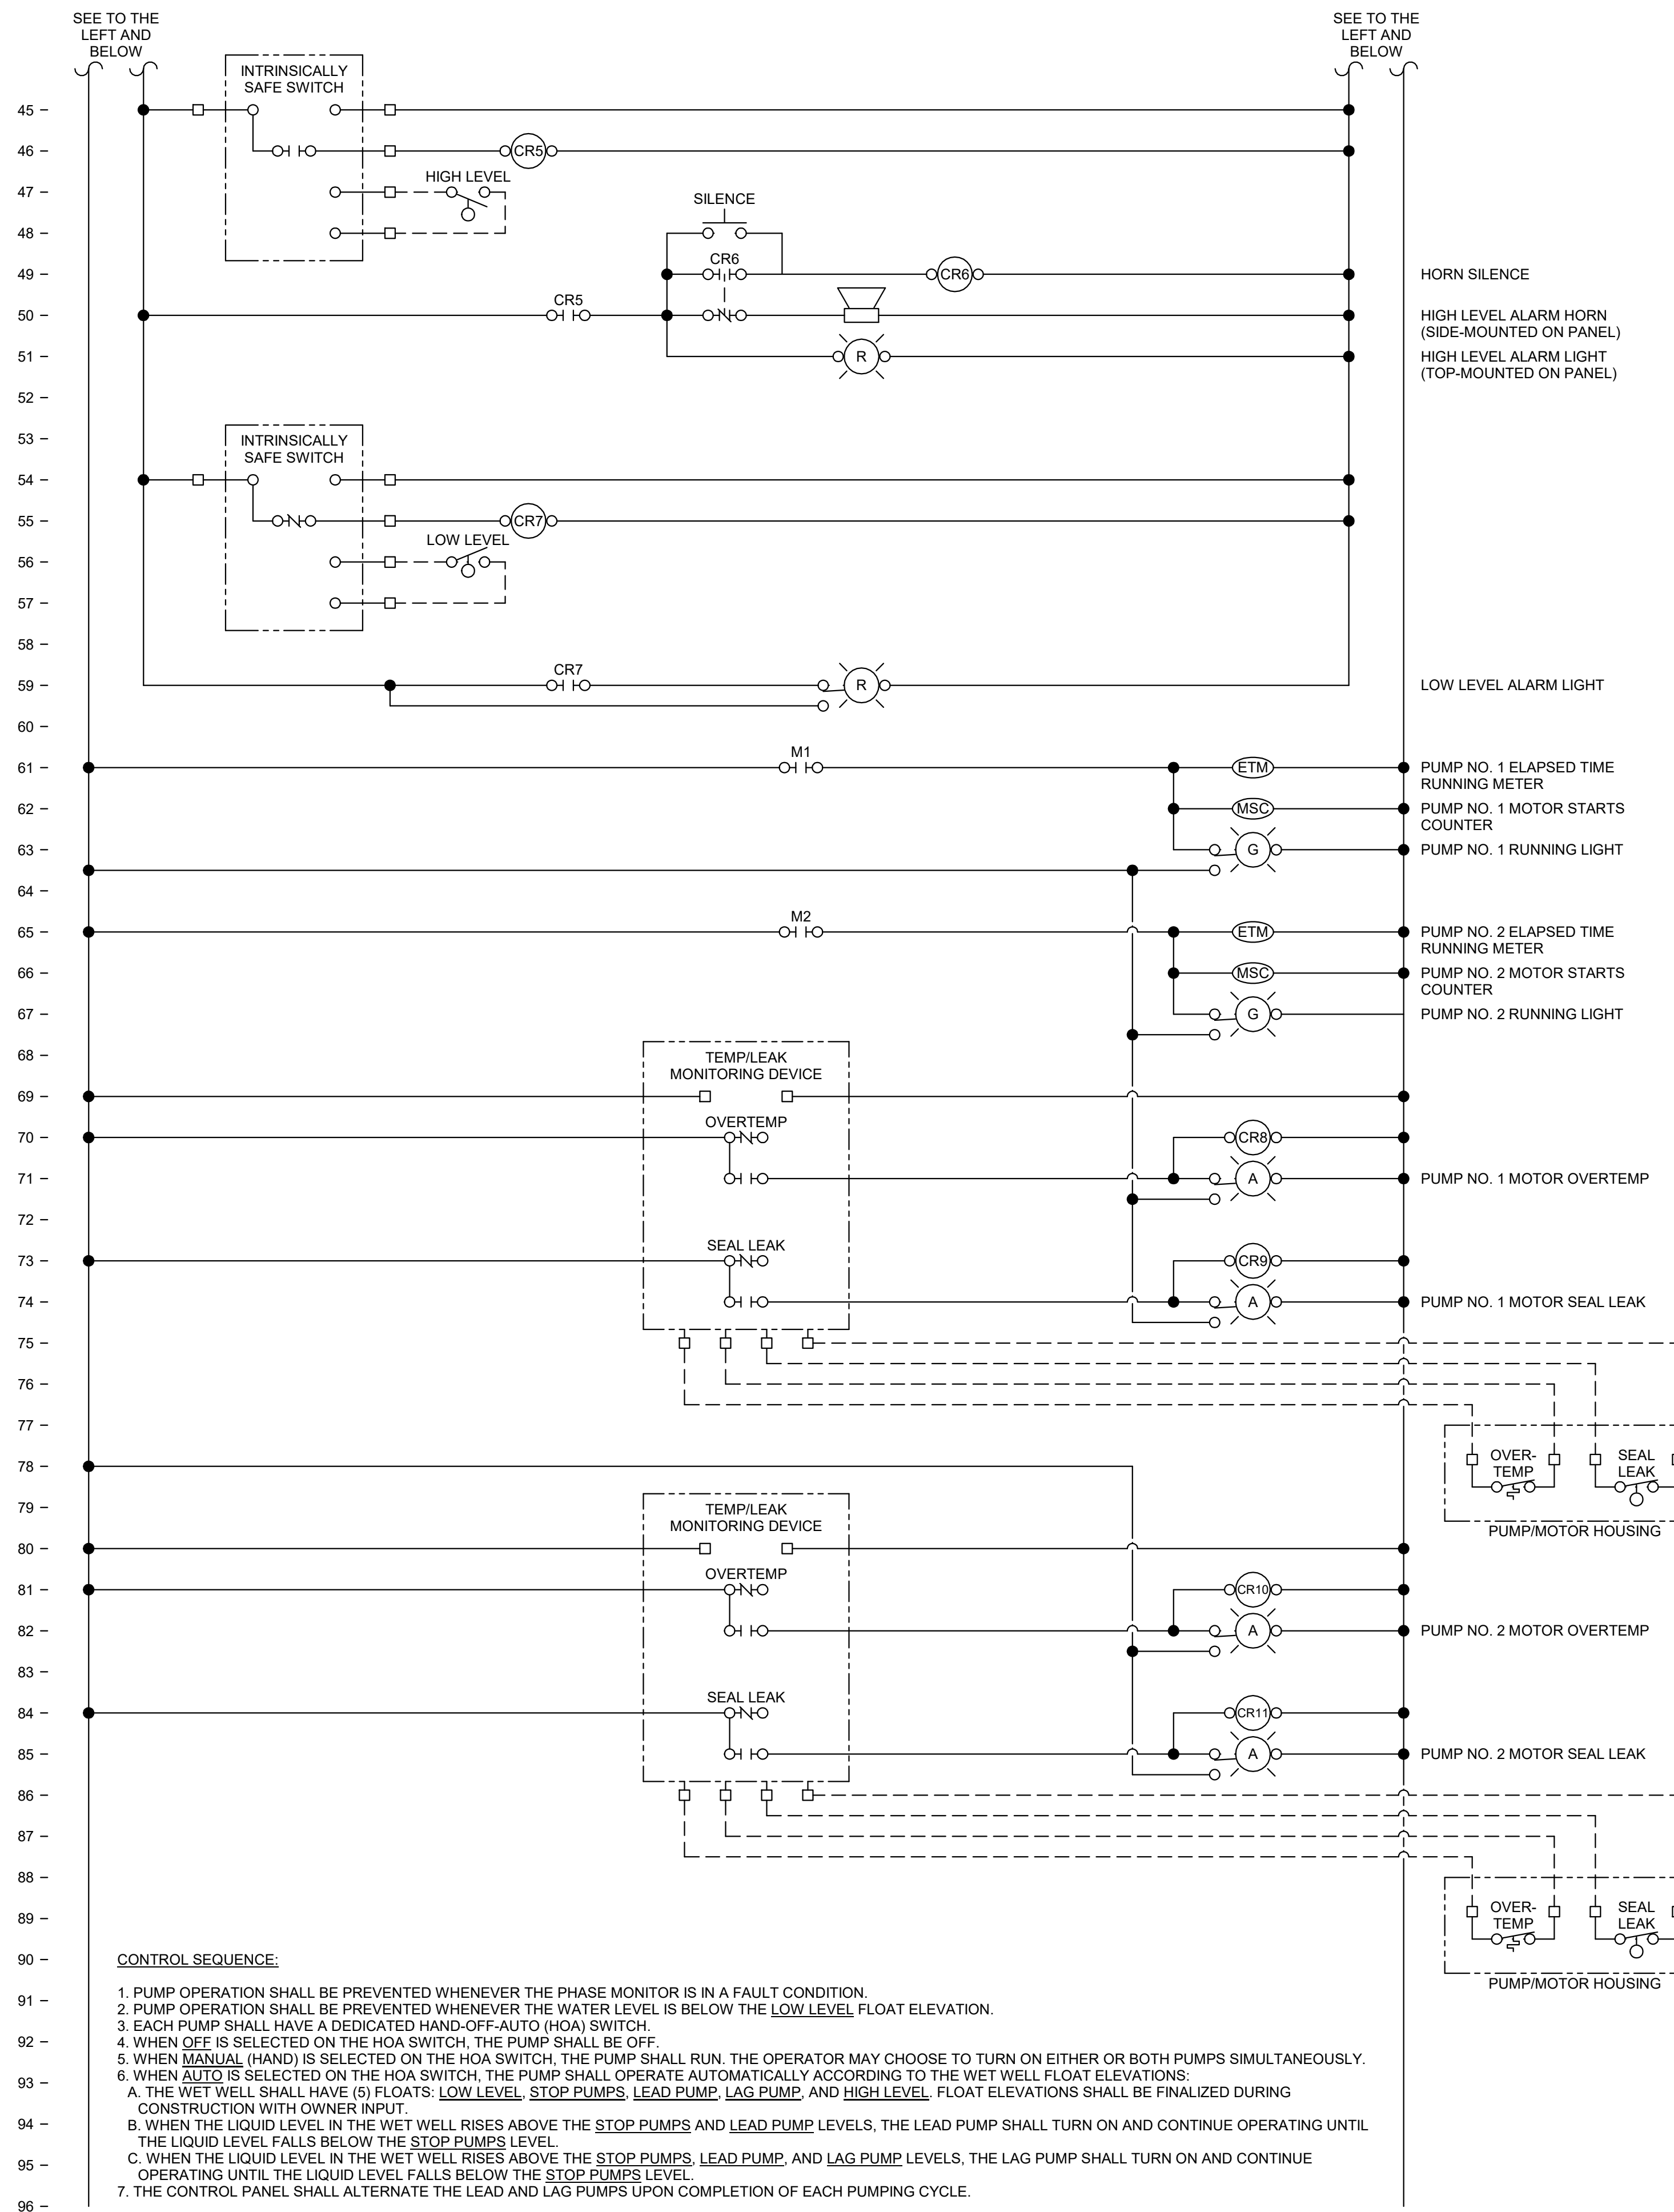 SEE TO THE
LEFT AND
BELOW
SEE TO THE
LEFT AND
BELOW
INTRINSICALLY
SAFE SWITCH
45
46
CR5
47
HIGH LEVEL
SILENCE
48
CR6
49
CR6
HORN SILENCE
CR5
50
HIGH LEVEL ALARM HORN
(SIDE-MOUNTED ON PANEL)
51
R
HIGH LEVEL ALARM LIGHT
(TOP-MOUNTED ON PANEL)
52
53
INTRINSICALLY
SAFE SWITCH
54
55
CR7
LOW LEVEL
56
57
58
CR7
59
R
LOW LEVEL ALARM LIGHT
60
M1
61
ETM
PUMP NO. 1 ELAPSED TIME
RUNNING METER
62
MSC
PUMP NO. 1 MOTOR STARTS
COUNTER
63
G
PUMP NO. 1 RUNNING LIGHT
64
M2
65
ETM
PUMP NO. 2 ELAPSED TIME
RUNNING METER
66
MSC
PUMP NO. 2 MOTOR STARTS
COUNTER
67
G
PUMP NO. 2 RUNNING LIGHT
68
TEMP/LEAK
MONITORING DEVICE
69
OVERTEMP
70
CR8
71
A
PUMP NO. 1 MOTOR OVERTEMP
72
SEAL LEAK
73
CR9
74
A
PUMP NO. 1 MOTOR SEAL LEAK
75
76
77
78
OVER-
TEMP
SEAL
LEAK
PUMP/MOTOR HOUSING
79
TEMP/LEAK
MONITORING DEVICE
80
OVERTEMP
81
CR10
82
A
PUMP NO. 2 MOTOR OVERTEMP
83
SEAL LEAK
84
CR11
85
A
PUMP NO. 2 MOTOR SEAL LEAK
86
87
88
89
OVER-
TEMP
SEAL
LEAK
PUMP/MOTOR HOUSING
90
91
92
93
94
95
96
CONTROL SEQUENCE:
1. PUMP OPERATION SHALL BE PREVENTED WHENEVER THE PHASE MONITOR IS IN A FAULT CONDITION.
2. PUMP OPERATION SHALL BE PREVENTED WHENEVER THE WATER LEVEL IS BELOW THE LOW LEVEL FLOAT ELEVATION.
3. EACH PUMP SHALL HAVE A DEDICATED HAND-OFF-AUTO (HOA) SWITCH.
4. WHEN OFF IS SELECTED ON THE HOA SWITCH, THE PUMP SHALL BE OFF.
5. WHEN MANUAL (HAND) IS SELECTED ON THE HOA SWITCH, THE PUMP SHALL RUN. THE OPERATOR MAY CHOOSE TO TURN ON EITHER OR BOTH PUMPS SIMULTANEOUSLY.
6. WHEN AUTO IS SELECTED ON THE HOA SWITCH, THE PUMP SHALL OPERATE AUTOMATICALLY ACCORDING TO THE WET WELL FLOAT ELEVATIONS:
A. THE WET WELL SHALL HAVE (5) FLOATS: LOW LEVEL, STOP PUMPS, LEAD PUMP, LAG PUMP, AND HIGH LEVEL. FLOAT ELEVATIONS SHALL BE FINALIZED DURING
CONSTRUCTION WITH OWNER INPUT.
B. WHEN THE LIQUID LEVEL IN THE WET WELL RISES ABOVE THE STOP PUMPS AND LEAD PUMP LEVELS, THE LEAD PUMP SHALL TURN ON AND CONTINUE OPERATING UNTIL
THE LIQUID LEVEL FALLS BELOW THE STOP PUMPS LEVEL.
C. WHEN THE LIQUID LEVEL IN THE WET WELL RISES ABOVE THE STOP PUMPS, LEAD PUMP, AND LAG PUMP LEVELS, THE LAG PUMP SHALL TURN ON AND CONTINUE
OPERATING UNTIL THE LIQUID LEVEL FALLS BELOW THE STOP PUMPS LEVEL.
7. THE CONTROL PANEL SHALL ALTERNATE THE LEAD AND LAG PUMPS UPON COMPLETION OF EACH PUMPING CYCLE.